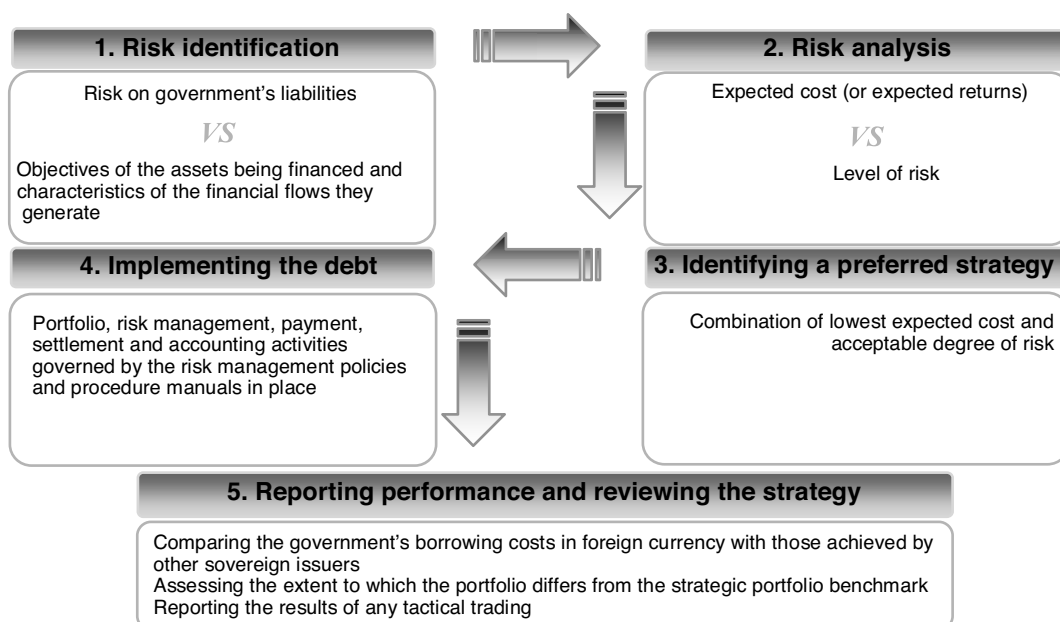 1. Risk identification
Risk on government's liabilities
VS
Objectives of the assets being financed and
characteristics of the financial flows they
generate
2. Risk analysis
Expected cost (or expected returns)
VS
Level of risk
3. Identifying a preferred strategy
Combination of lowest expected cost and
acceptable degree of risk
4. Implementing the debt
Portfolio, risk management, payment,
settlement and accounting activities
governed by the risk management policies
and procedure manuals in place
5. Reporting performance and reviewing the strategy
Comparing the government's borrowing costs in foreign currency with those achieved by
other sovereign issuers
Assessing the extent to which the portfolio differs from the strategic portfolio benchmark
Reporting the results of any tactical trading